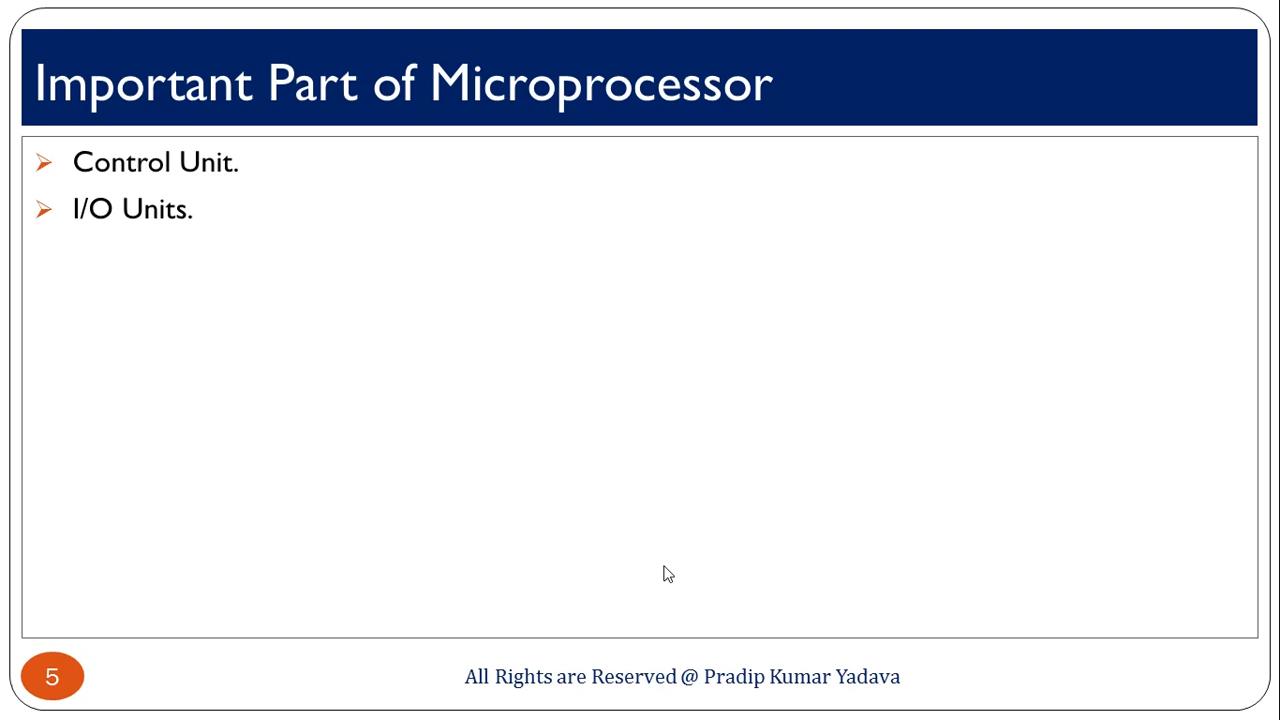 Important Part of Microprocessor
Control Unit.
I/O Units.
5
All Rights are Reserved @ Pradip Kumar Yadava